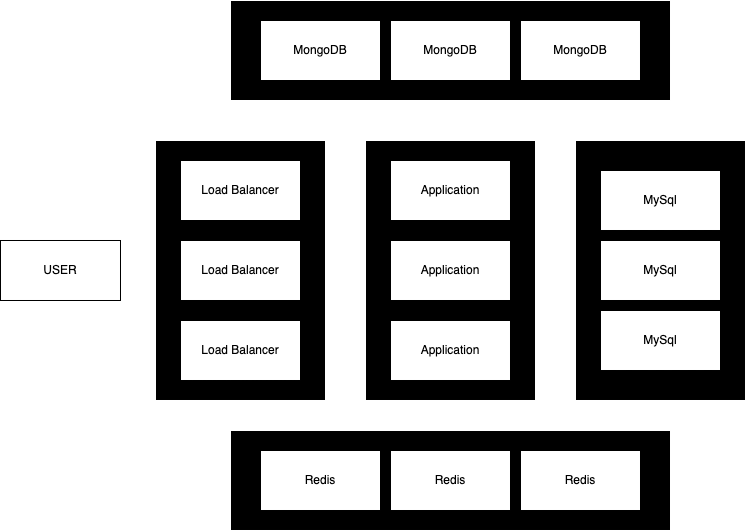 MongoDB
MongoDB
MongoDB
Load Balancer
Application
MySql
USER
Load Balancer
Application
MySql
Load Balancer
Application
MySql
Redis
Redis
Redis